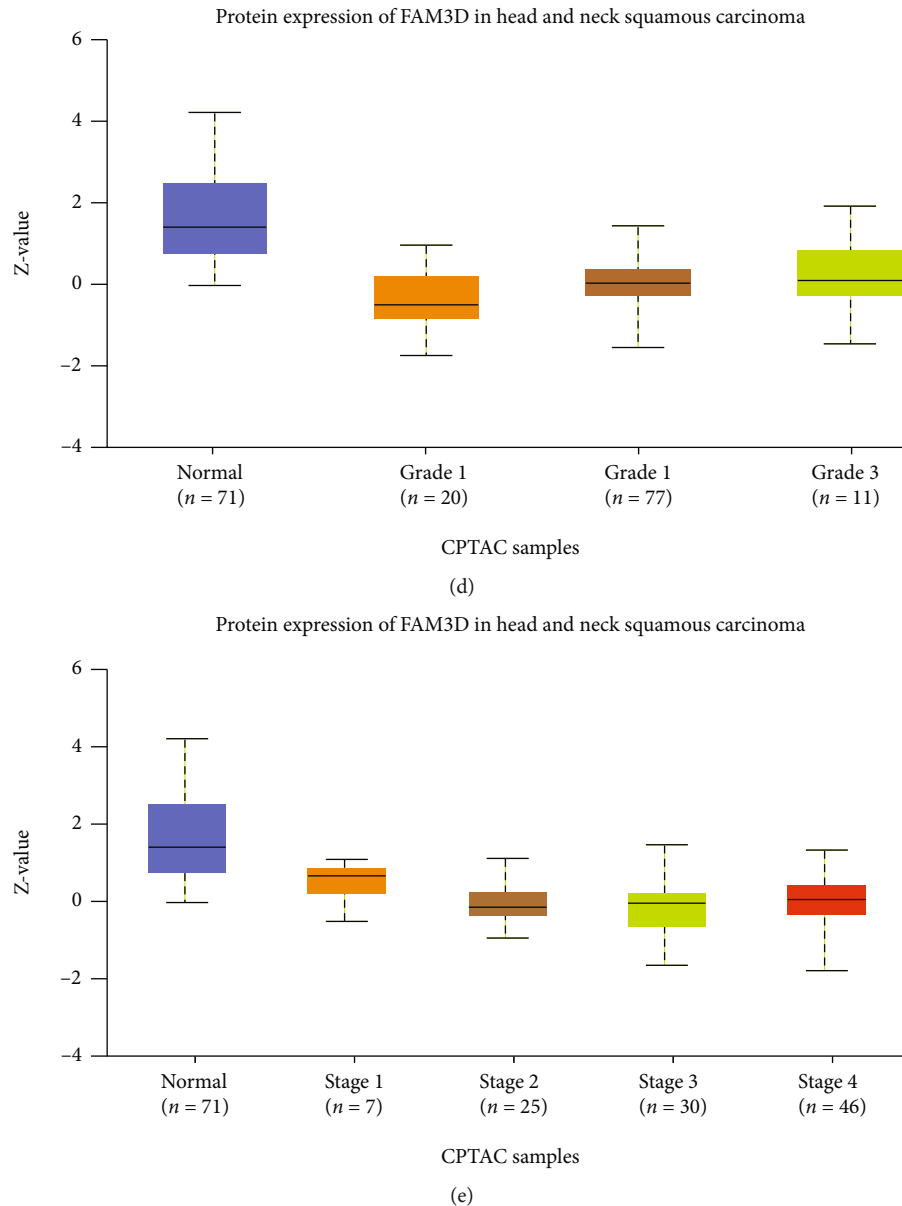 Protein expression of FAM3D in head and neck squamous carcinoma
6
4
2
0
−2
−4
Z-value
Normal
(n = 71)
Grade 1
(n = 20)
Grade 1
(n = 77)
Grade 3
(n = 11)
CPTAC samples
(d)
Protein expression of FAM3D in head and neck squamous carcinoma
6
4
2
0
−2
−4
Z-value
Normal
(n = 71)
Stage 1
(n = 7)
Stage 2
(n = 25)
Stage 3
(n = 30)
Stage 4
(n = 46)
CPTAC samples
(e)